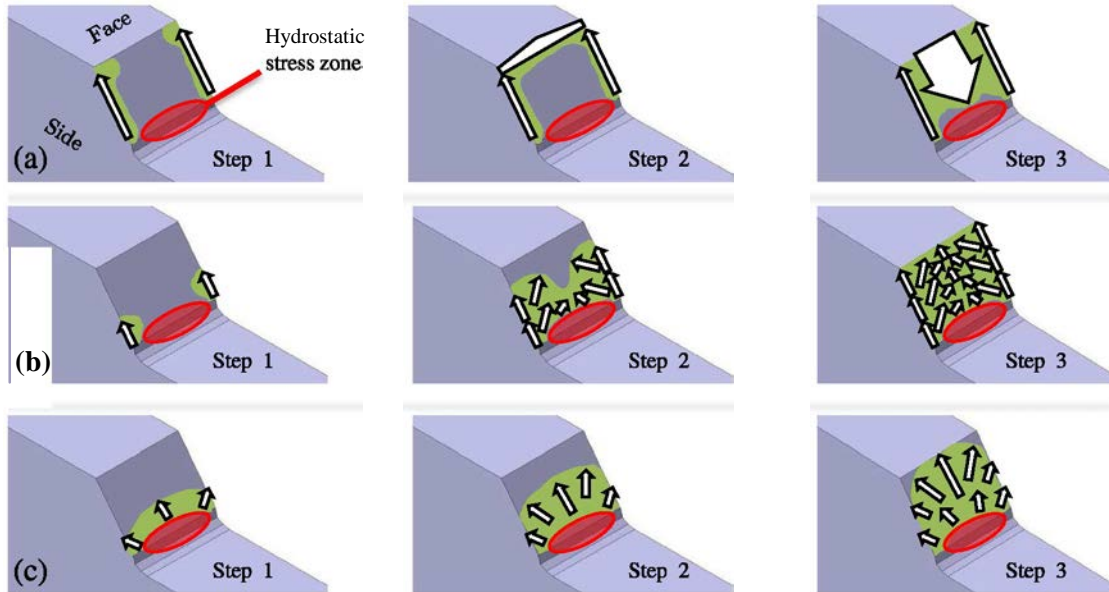 Face
Hydrostatic
stress zone
Side
(a)
Step 1
Step 2
Step 3
(b)
Step 1
Step 2
Step 3
(c)
Step 1
Step 2
Step 3